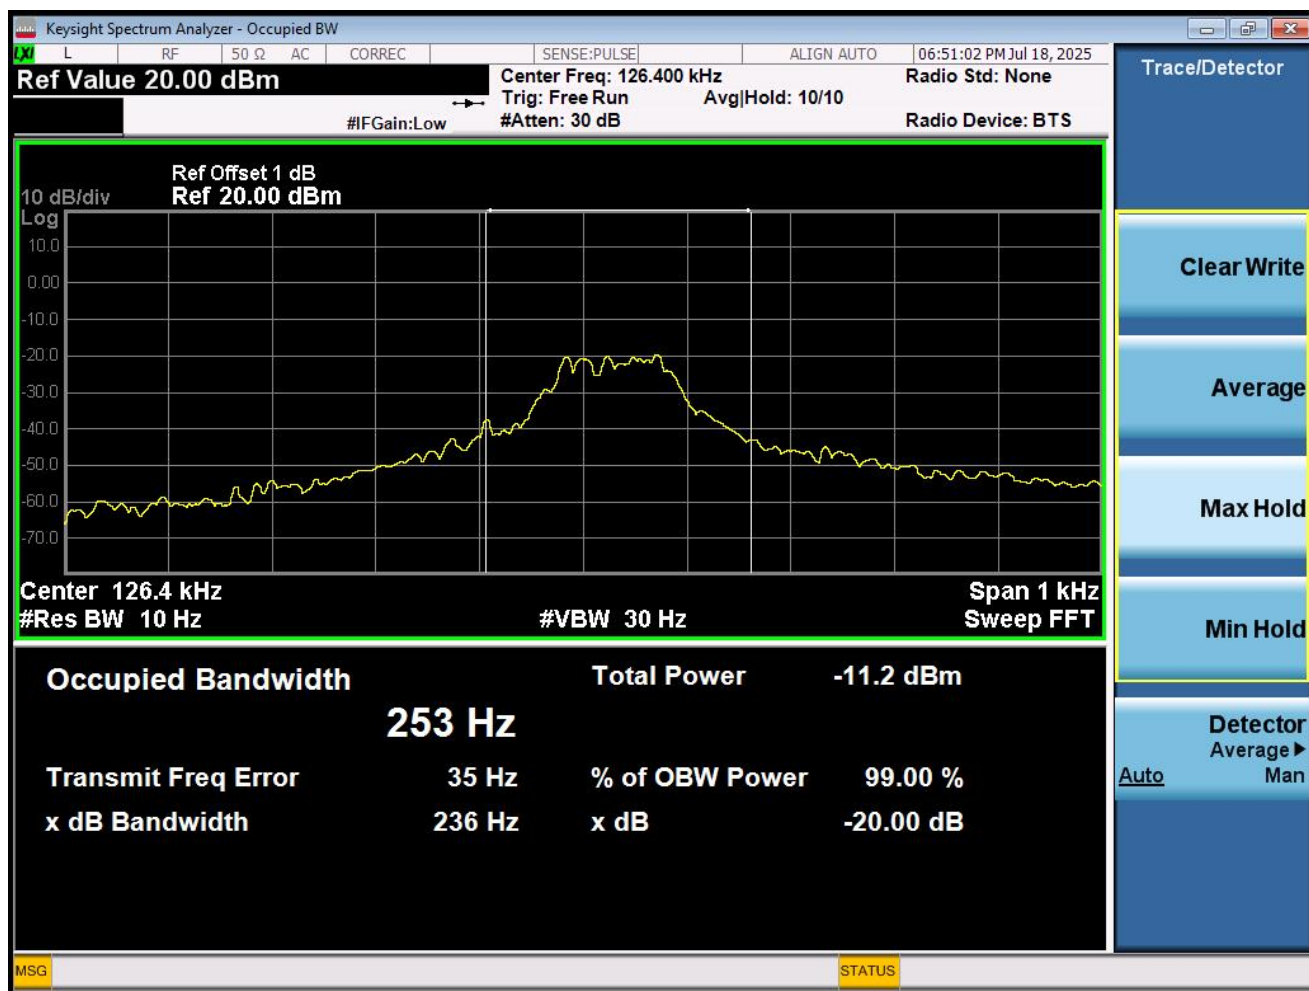 Keysight Spectrum Analyzer - Occupied BW
LXI L RF 50 Ω AC CORREC SENSE:PULSE ALIGN AUTO 06:51:02 PM Jul 18, 2025
Ref Value 20.00 dBm
Center Freq: 126.400 kHz
Radio Std: None
Trig: Free Run
Avg|Hold: 10/10
#IFGain:Low
#Atten: 30 dB
Radio Device: BTS
Ref Offset 1 dB
10 dB/div
Ref 20.00 dBm
Log
10.0
0.00
-10.0
-20.0
-30.0
-40.0
-50.0
-60.0
-70.0
Center 126.4 kHz
Span 1 kHz
#Res BW 10 Hz
#VBW 30 Hz
Sweep FFT
Occupied Bandwidth
Total Power -11.2 dBm
253 Hz
Transmit Freq Error 35 Hz
% of OBW Power 99.00 %
x dB Bandwidth 236 Hz
x dB -20.00 dB
Trace/Detector
Clear Write
Average
Max Hold
Min Hold
Detector
Average
Auto Man
MSG
STATUS